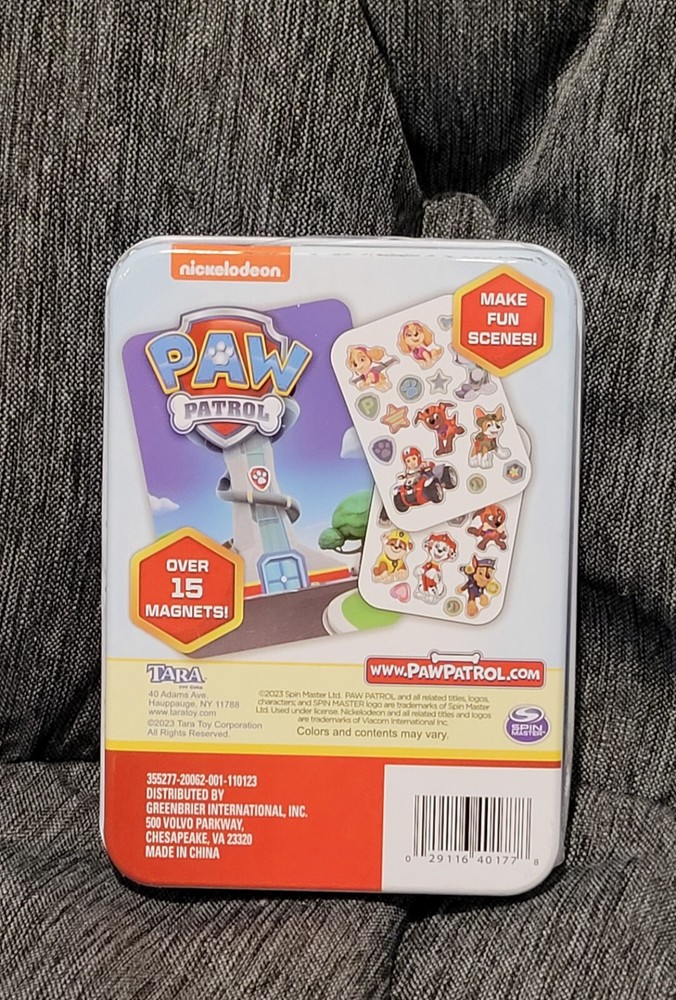 nickelodeon
MAKE
FUN
SCENES!
PAW
PATROL
OVER
15
MAGNETS!
www.PawPatrol.com
TARA
TOY CORP.
40 Adams Ave.
Hauppauge, NY 11788
www.taratoy.com
©2023 Tara Toy Corporation
All Rights Reserved.
©2023 Spin Master Ltd. PAW PATROL and all related titles, logos,
characters; and SPIN MASTER logo are trademarks of Spin Master
Ltd. Used under license. Nickelodeon and all related titles and logos
are trademarks of Viacom International Inc.
Colors and contents may vary.
SPIN
MASTER
355277-20062-001-110123
DISTRIBUTED BY
GREENBRIER INTERNATIONAL, INC.
500 VOLVO PARKWAY,
CHESAPEAKE, VA 23320
MADE IN CHINA
0 29116 40177 8